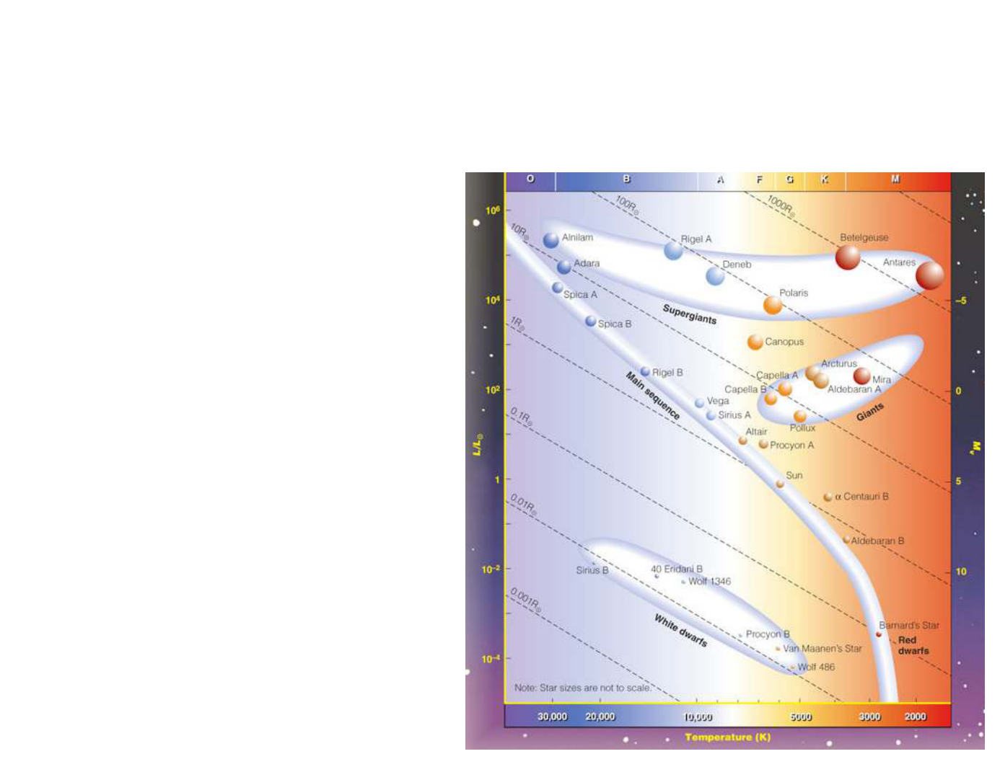 O B A F G K M
10⁶
100R☉
1000R☉
10R☉
Alnilam
Rigel A
Betelgeuse
Adara
Deneb
Antares
Spica A
Polaris
10⁴
–5
Supergiants
1R☉
Spica B
Canopus
Arcturus
Rigel B
Capella A
Mira
Main sequence
10²
Capella B
Aldebaran A
0
Vega
Giants
0.1R☉
Sirius A
Pollux
Altair
L/L☉
Procyon A
Mᵥ
Sun
1
5
0.01R☉
α Centauri B
Aldebaran B
10⁻²
Sirius B
40 Eridani B
10
Wolf 1346
0.001R☉
White dwarfs
Barnard's Star
Procyon B
Red
dwarfs
Van Maanen's Star
10⁻⁴
Wolf 486
Note: Star sizes are not to scale.
30,000 20,000 10,000 5000 3000 2000
Temperature (K)